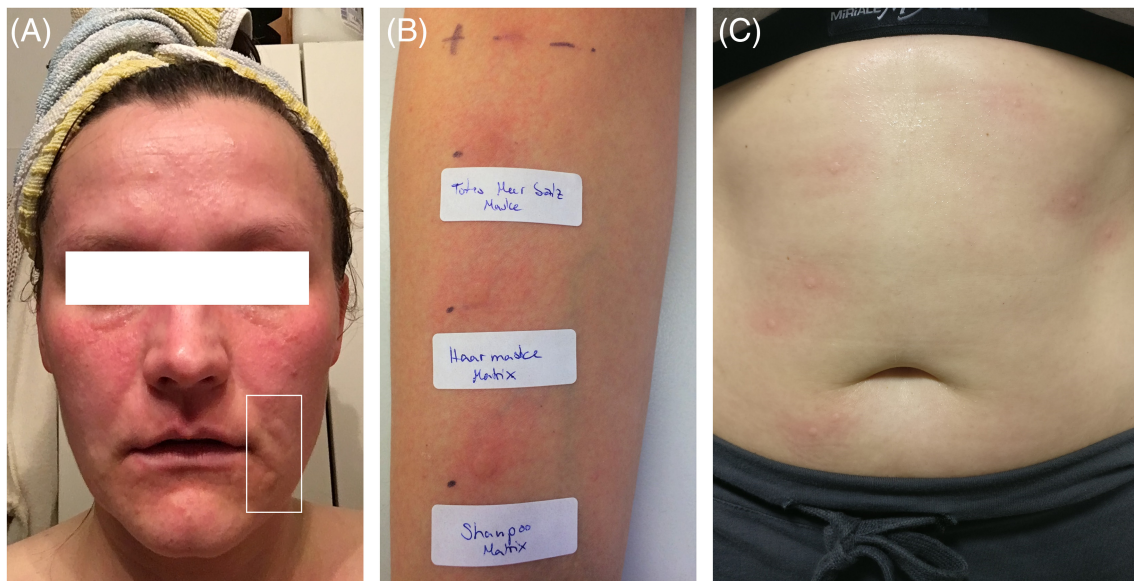 (A)
(B)
+ - .
Totes Meer Salz
Maske
Haarmaske
Matrix
Shampoo
Matrix
(C)